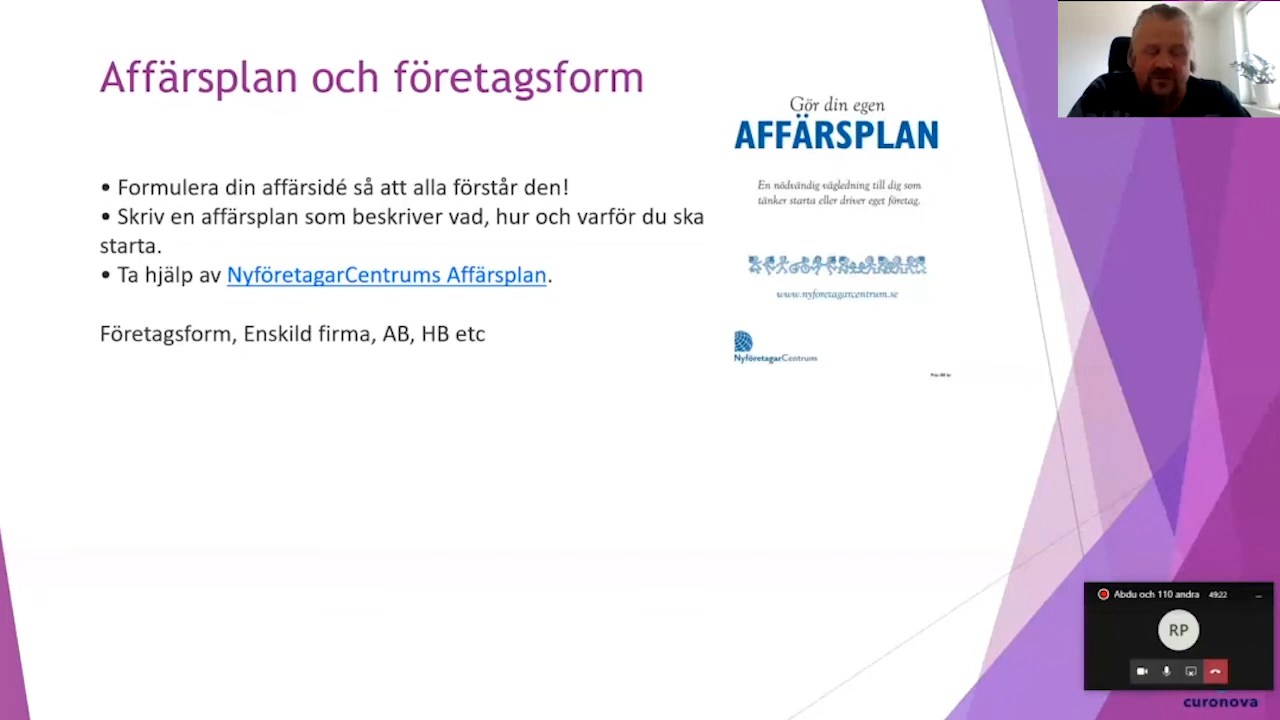 Affärsplan och företagsform
• Formulera din affärsidé så att alla förstår den!
• Skriv en affärsplan som beskriver vad, hur och varför du ska
starta.
• Ta hjälp av NyföretagarCentrums Affärsplan.
Företagsform, Enskild firma, AB, HB etc
Gör din egen
AFFÄRSPLAN
En nödvändig vägledning till dig som
tänker starta eller driver eget företag.
www.nyforetagarcentrum.se
NyföretagarCentrum
Abdu och 110 andra 49:22
RP
curonova